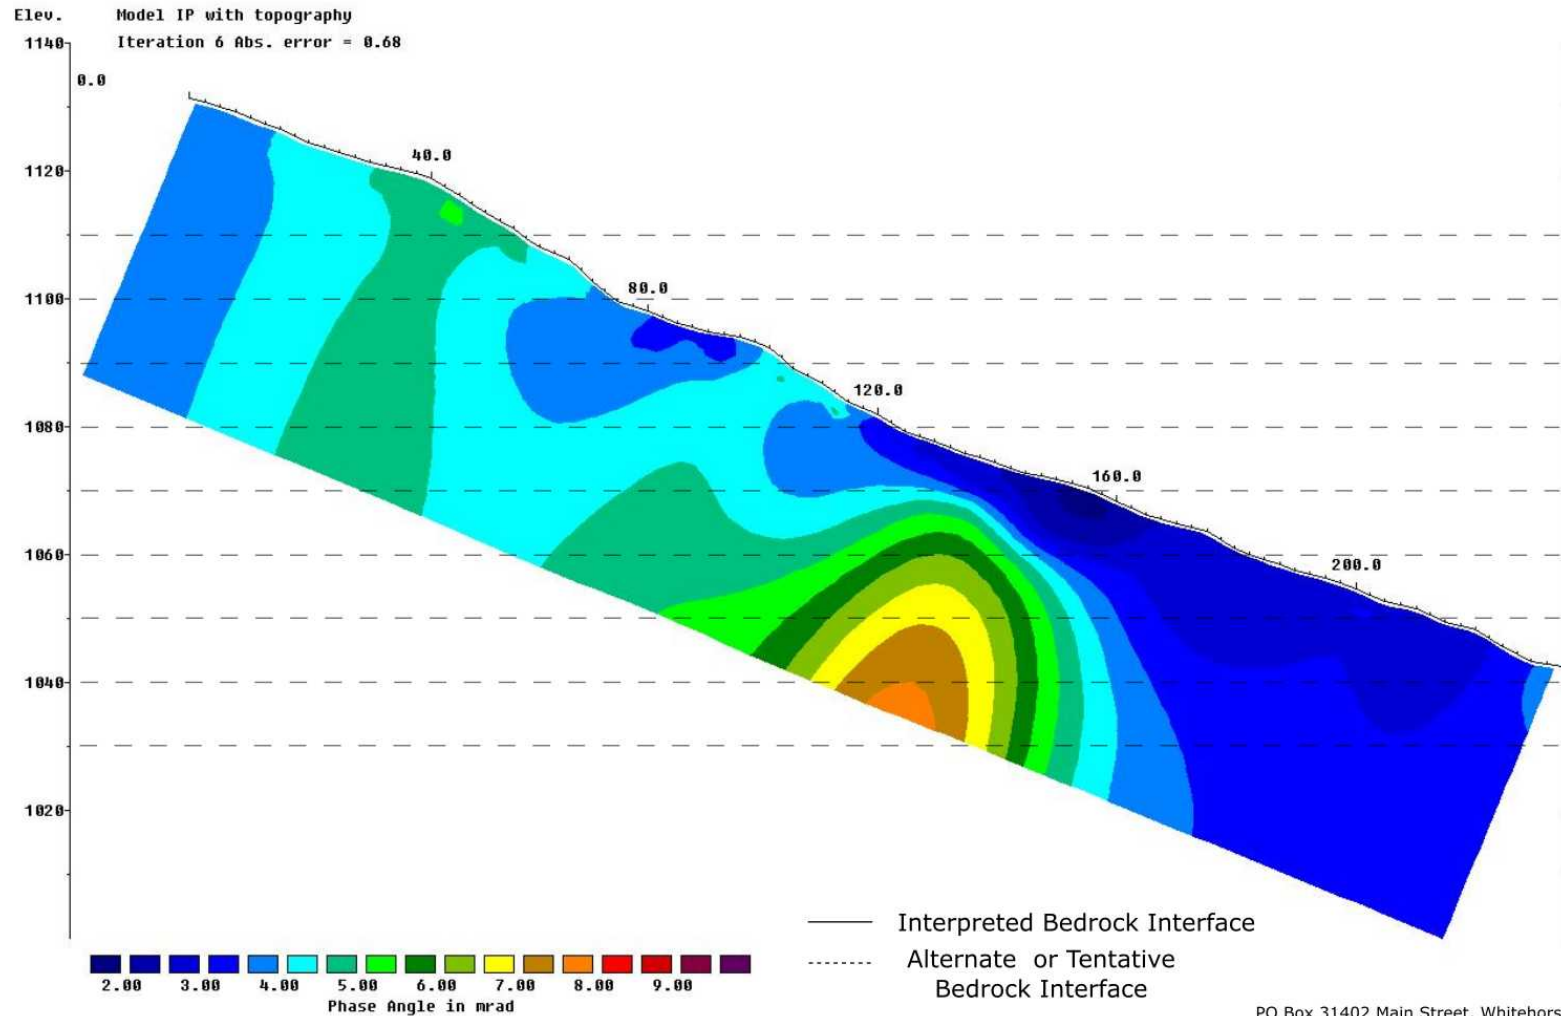 Elev. Model IP with topography
Iteration 6 Abs. error = 0.68
1140
0.0
1120
40.0
1100
80.0
1080
120.0
160.0
1060
200.0
1040
1020
Interpreted Bedrock Interface
Alternate or Tentative
Bedrock Interface
2.00 3.00 4.00 5.00 6.00 7.00 8.00 9.00
Phase Angle in mrad
PO Box 31402 Main Street, Whitehors